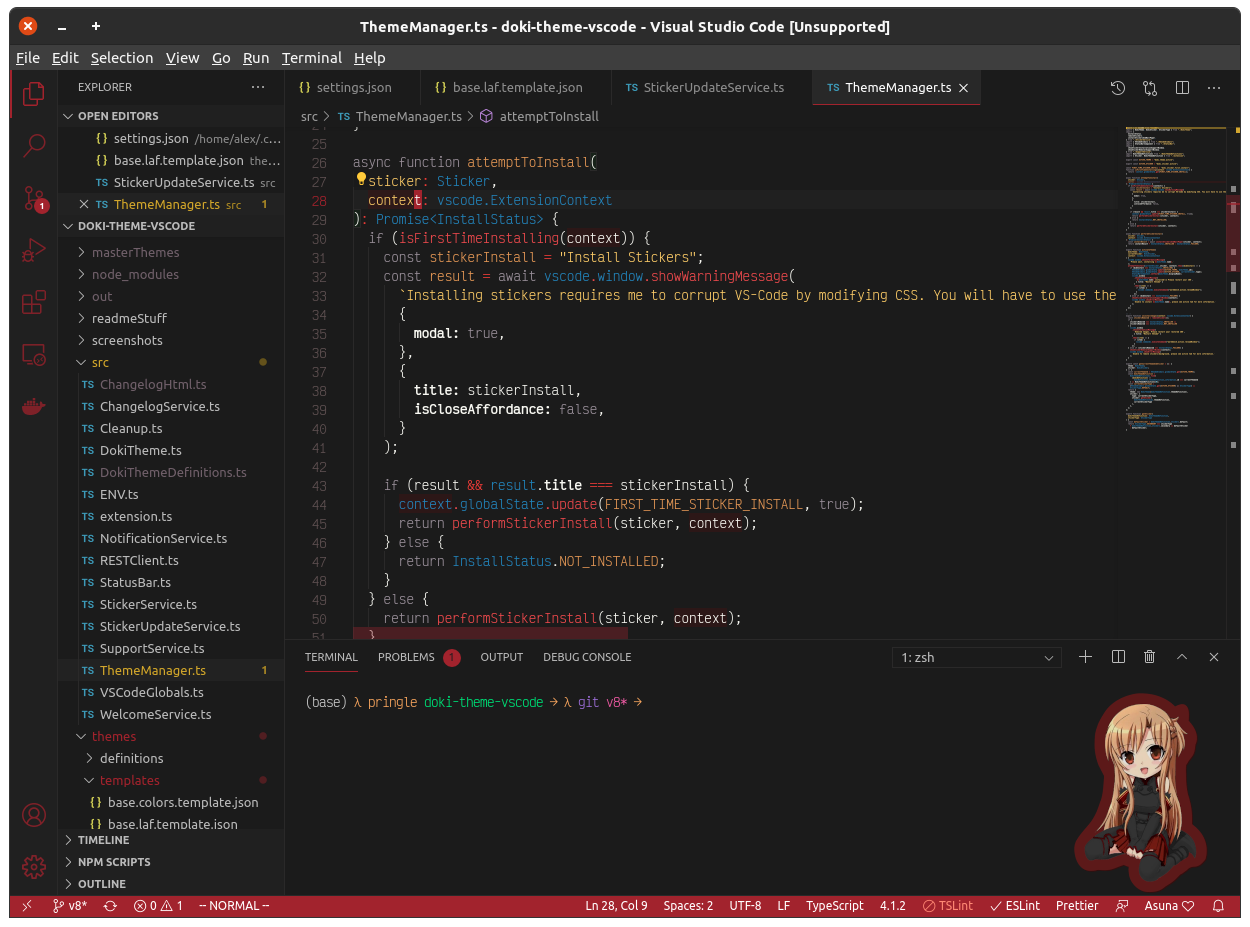 ThemeManager.ts - doki-theme-vscode - Visual Studio Code [Unsupported]
File Edit Selection View Go Run Terminal Help
EXPLORER
OPEN EDITORS
{} settings.json /home/alex/.c...
{} base.laf.template.json the...
TS StickerUpdateService.ts src
TS ThemeManager.ts src 1
DOKI-THEME-VSCODE
masterThemes
node_modules
out
readmeStuff
screenshots
src
TS ChangelogHtml.ts
TS ChangelogService.ts
TS Cleanup.ts
TS DokiTheme.ts
TS DokiThemeDefinitions.ts
TS ENV.ts
TS extension.ts
TS NotificationService.ts
TS RESTClient.ts
TS StatusBar.ts
TS StickerService.ts
TS StickerUpdateService.ts
TS SupportService.ts
TS ThemeManager.ts 1
TS VSCodeGlobals.ts
TS WelcomeService.ts
themes
definitions
templates
{} base.colors.template.json
{} base.laf.template.json
TIMELINE
NPM SCRIPTS
OUTLINE
1
{} settings.json {} base.laf.template.json TS StickerUpdateService.ts TS ThemeManager.ts
src > TS ThemeManager.ts > attemptToInstall
24 }
25
26 async function attemptToInstall(
27 sticker: Sticker,
28 context: vscode.ExtensionContext
29 ): Promise<InstallStatus> {
30 if (isFirstTimeInstalling(context)) {
31 const stickerInstall = "Install Stickers";
32 const result = await vscode.window.showWarningMessage(
33 `Installing stickers requires me to corrupt VS-Code by modifying CSS. You will have to use the
34 {
35 modal: true,
36 },
37 {
38 title: stickerInstall,
39 isCloseAffordance: false,
40 }
41 );
42
43 if (result && result.title === stickerInstall) {
44 context.globalState.update(FIRST_TIME_STICKER_INSTALL, true);
45 return performStickerInstall(sticker, context);
46 } else {
47 return InstallStatus.NOT_INSTALLED;
48 }
49 } else {
50 return performStickerInstall(sticker, context);
51 }
TERMINAL PROBLEMS 1 OUTPUT DEBUG CONSOLE 1: zsh
(base) λ pringle doki-theme-vscode → λ git v8* →
v8* 0 1 -- NORMAL -- Ln 28, Col 9 Spaces: 2 UTF-8 LF TypeScript 4.1.2 TSLint ESLint Prettier Asuna